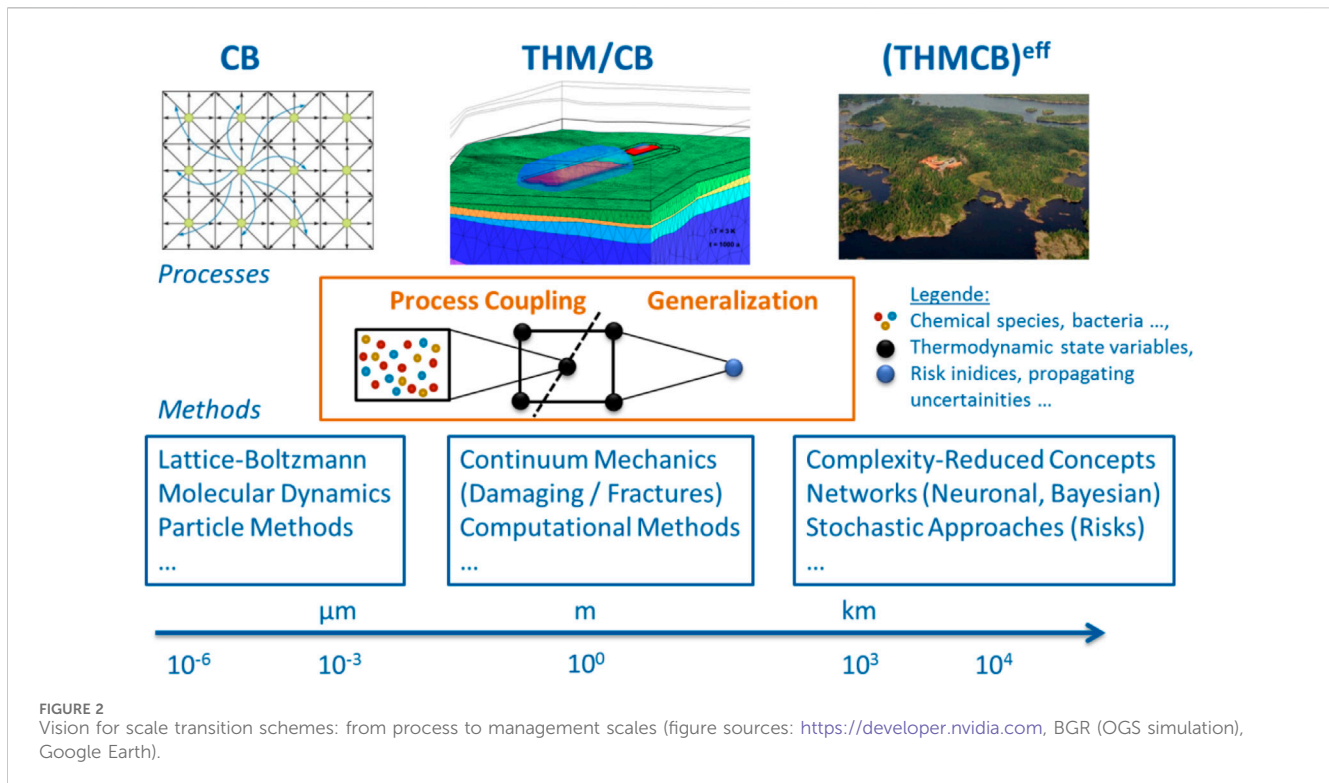 CB
THM/CB
(THMCB)eff
ΔT = 3 K
t = 1000 a
Processes
Process Coupling
Generalization
Legende:
Chemical species, bacteria ...,
Thermodynamic state variables,
Risk inidices, propagating
uncertainities ...
Methods
Lattice-Boltzmann
Molecular Dynamics
Particle Methods
...
Continuum Mechanics
(Damaging / Fractures)
Computational Methods
...
Complexity-Reduced Concepts
Networks (Neuronal, Bayesian)
Stochastic Approaches (Risks)
...
μm
m
km
10-6
10-3
100
103
104
FIGURE 2
Vision for scale transition schemes: from process to management scales (figure sources: https://developer.nvidia.com, BGR (OGS simulation),
Google Earth).